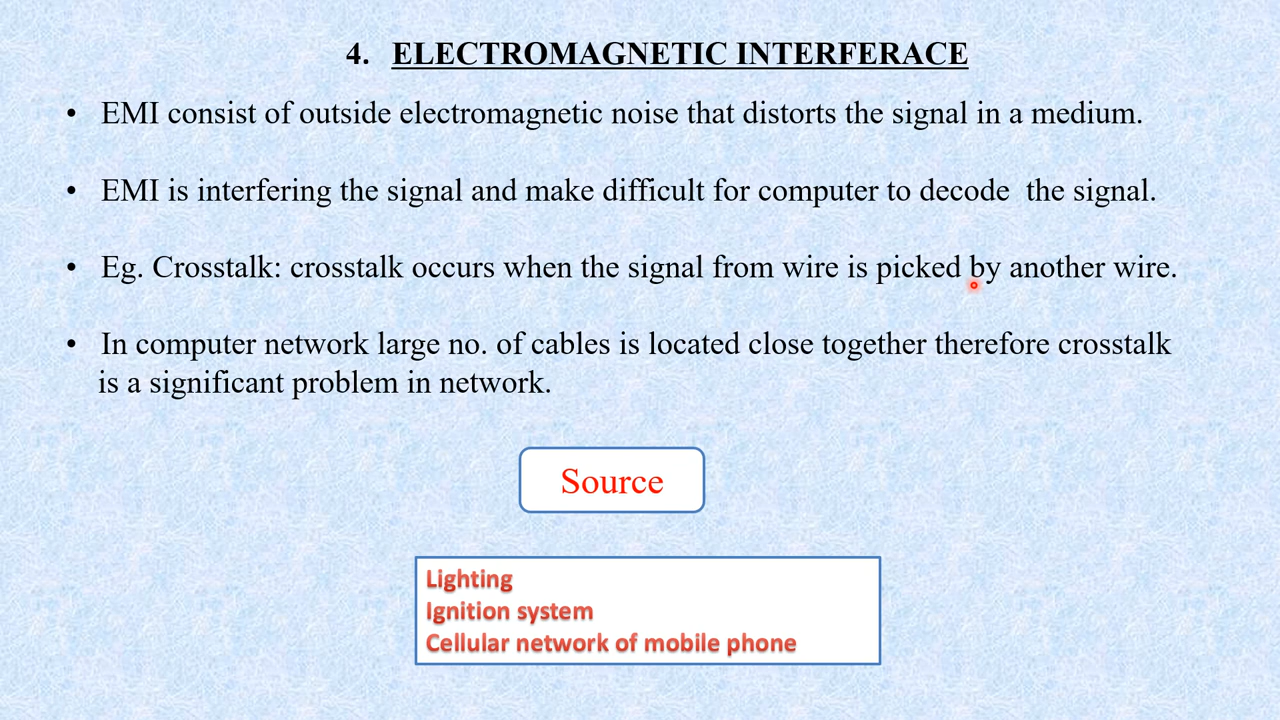 4. ELECTROMAGNETIC INTERFERACE
• EMI consist of outside electromagnetic noise that distorts the signal in a medium.
• EMI is interfering the signal and make difficult for computer to decode the signal.
• Eg. Crosstalk: crosstalk occurs when the signal from wire is picked by another wire.
• In computer network large no. of cables is located close together therefore crosstalk
is a significant problem in network.
Source
Lighting
Ignition system
Cellular network of mobile phone